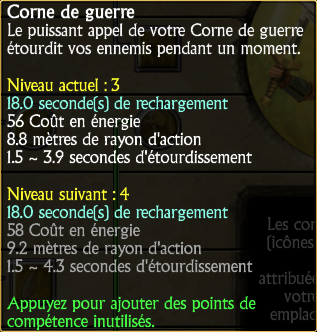 Corne de guerre
Le puissant appel de votre Corne de guerre
étourdit vos ennemis pendant un moment.
Niveau actuel : 3
18.0 seconde(s) de rechargement
56 Coût en énergie
8.8 mètres de rayon d'action
1.5 ~ 3.9 secondes d'étourdissement
Niveau suivant : 4
18.0 seconde(s) de rechargement
58 Coût en énergie
9.2 mètres de rayon d'action
1.5 ~ 4.3 secondes d'étourdissement
Les
(icônes
attribuée
Appuyez pour ajouter des points de
compétence inutilisés.